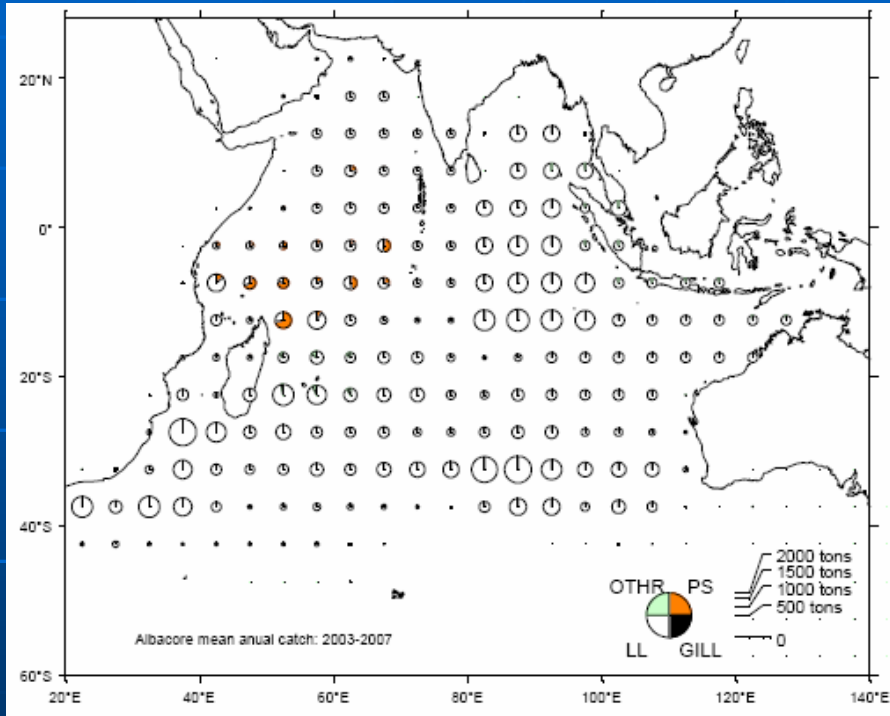 20°N
0°
20°S
40°S
60°S
20°E 40°E 60°E 80°E 100°E 120°E 140°E
Albacore mean anual catch: 2003-2007
OTHR PS
LL GILL
2000 tons
1500 tons
1000 tons
500 tons
0